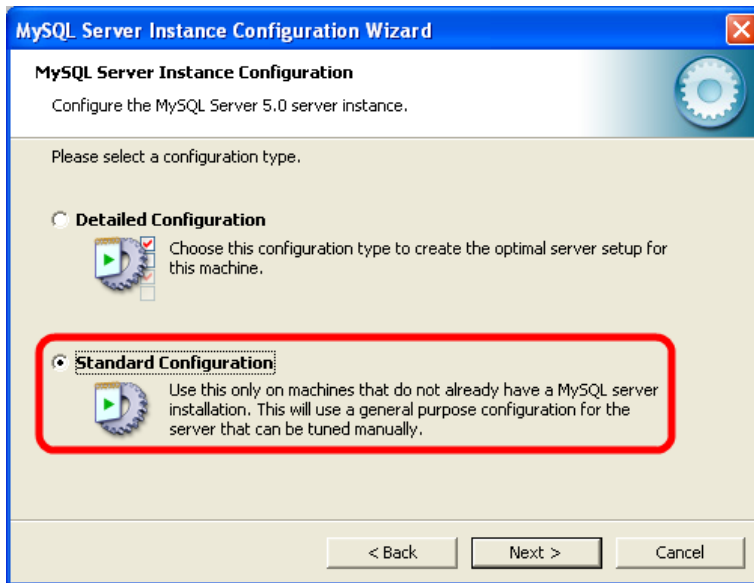 MySQL Server Instance Configuration Wizard
MySQL Server Instance Configuration
Configure the MySQL Server 5.0 server instance.
Please select a configuration type.
Detailed Configuration
Choose this configuration type to create the optimal server setup for
this machine.
Standard Configuration
Use this only on machines that do not already have a MySQL server
installation. This will use a general purpose configuration for the
server that can be tuned manually.
< Back Next > Cancel